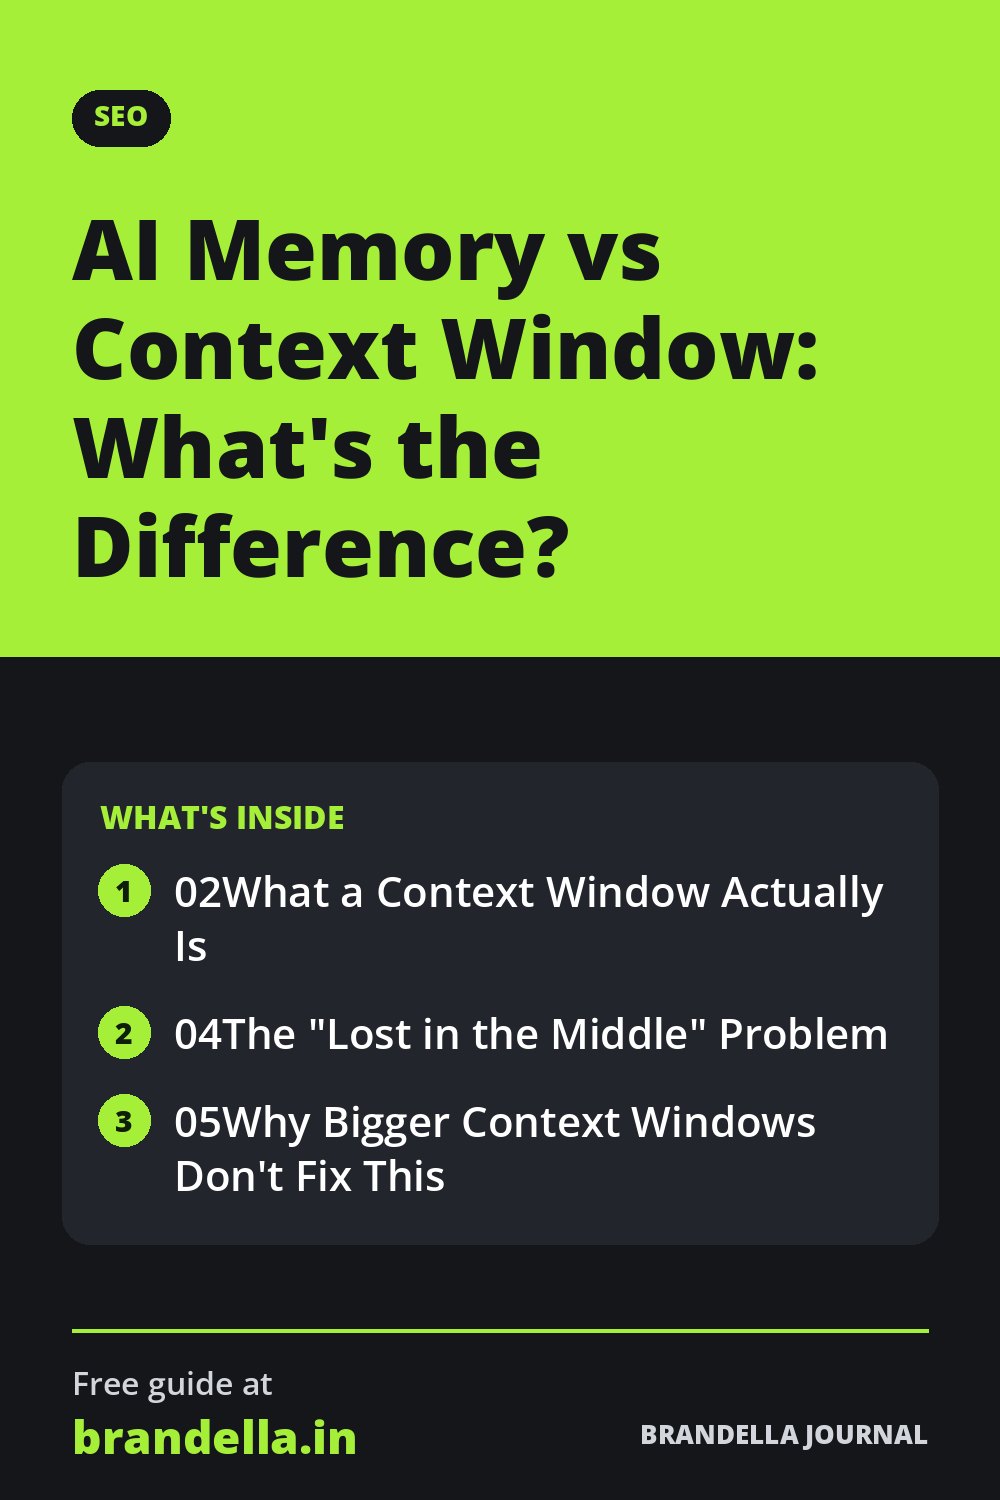 SEO
AI Memory vs
Context Window:
What's the
Difference?
WHAT'S INSIDE
1 02What a Context Window Actually
Is
2 04The "Lost in the Middle" Problem
3 05Why Bigger Context Windows
Don't Fix This
Free guide at
brandella.in
BRANDELLA JOURNAL